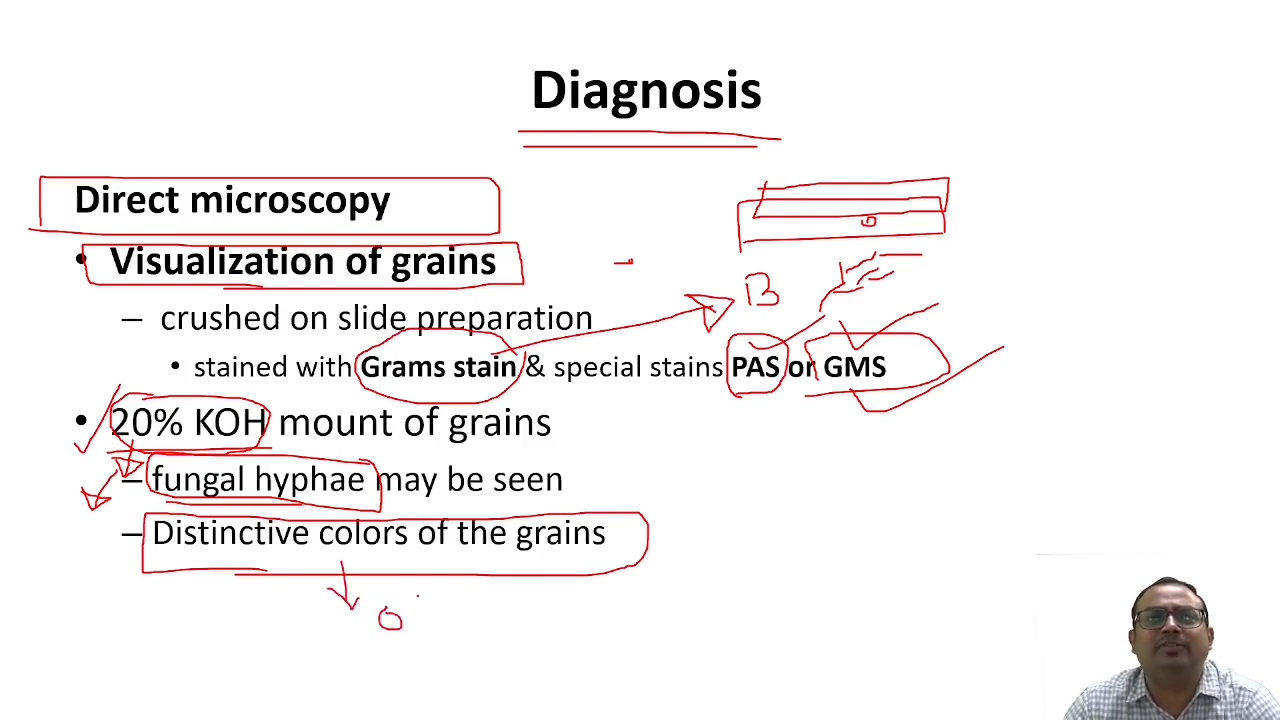 Diagnosis
Direct microscopy
• Visualization of grains
– crushed on slide preparation
B
• stained with Grams stain & special stains PAS or GMS
• 20% KOH mount of grains
– fungal hyphae may be seen
– Distinctive colors of the grains